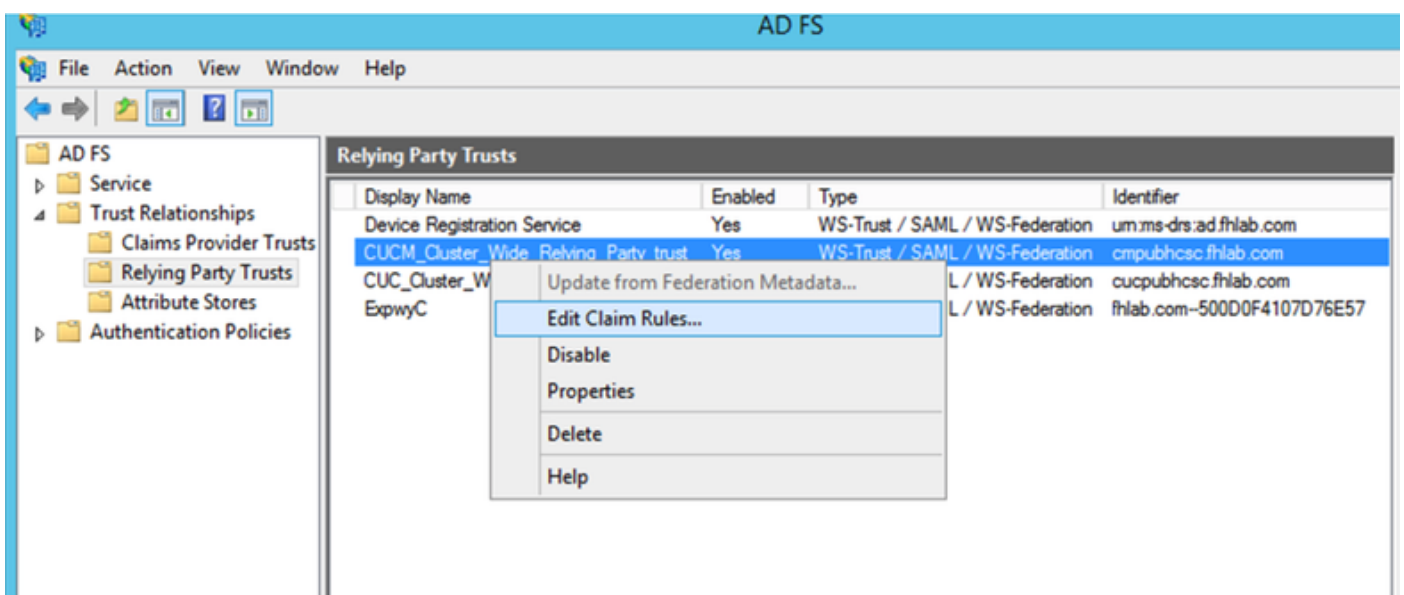 AD FS
File Action View Window Help
AD FS
Service
Trust Relationships
Claims Provider Trusts
Relying Party Trusts
Attribute Stores
Authentication Policies
Relying Party Trusts
Display Name Enabled Type Identifier
Device Registration Service Yes WS-Trust / SAML / WS-Federation urn:ms-drs:ad.fhlab.com
CUCM_Cluster_Wide_Relying_Party_trust Yes WS-Trust / SAML / WS-Federation cmpubhcsc.fhlab.com
CUC_Cluster_W L / WS-Federation cucpubhcsc.fhlab.com
ExpwyC L / WS-Federation fhlab.com--500D0F4107D76E57
Update from Federation Metadata...
Edit Claim Rules...
Disable
Properties
Delete
Help